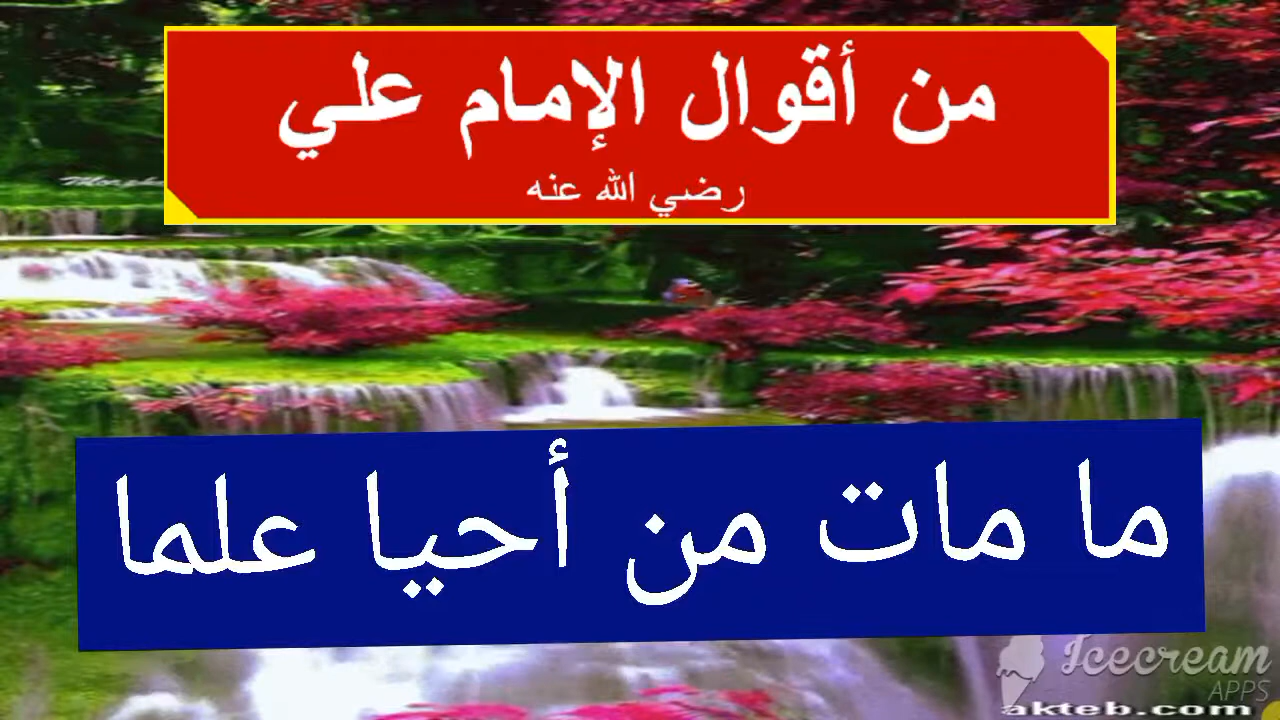 من أقوال الإمام علي
رضي الله عنه
ما مات من أحيا علما
Icecream
APPS
akteb.com